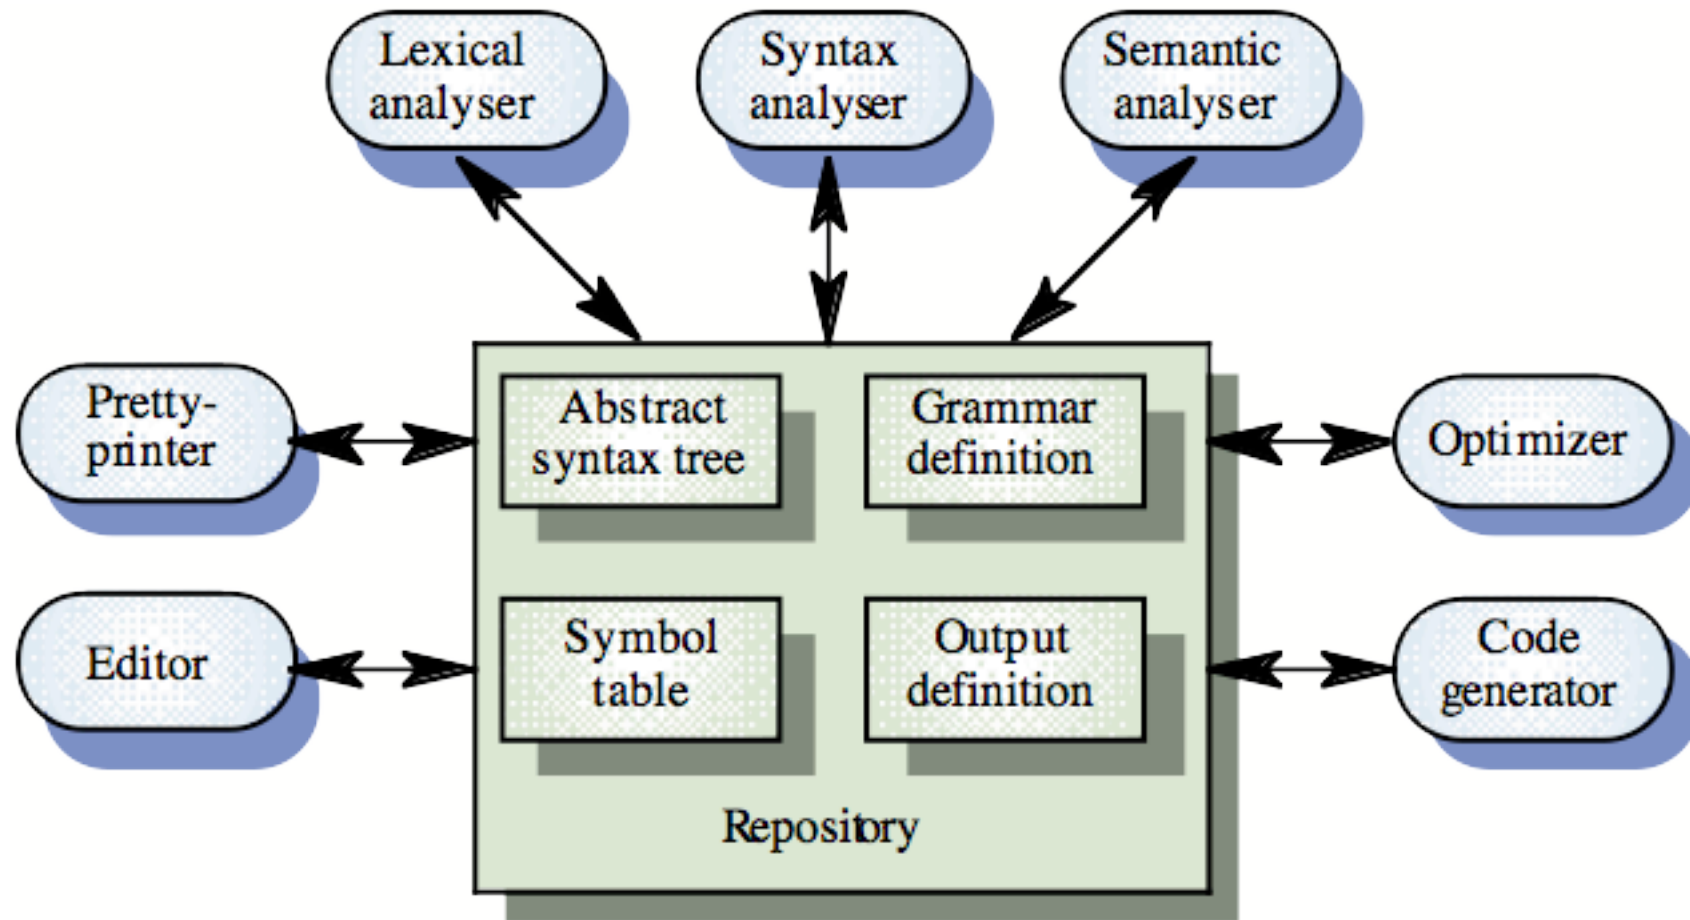 Lexical
analyser
Syntax
analyser
Semantic
analyser
Pretty-
printer
Abstract
syntax tree
Grammar
definition
Optimizer
Editor
Symbol
table
Output
definition
Code
generator
Repository